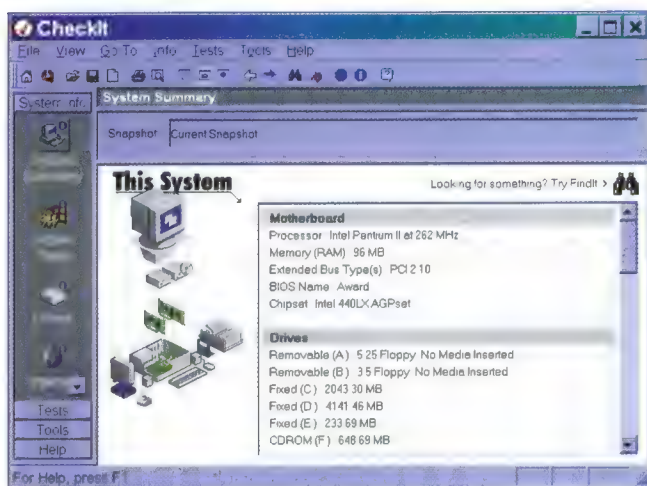 CheckIt
File View Go To Info Tests Tools Help
System Info
System Summary
Snapshot Current Snapshot
This System
Looking for something? Try FindIt >
Motherboard
Processor Intel Pentium II at 262 MHz
Memory (RAM) 96 MB
Extended Bus Type(s) PCI 2 10
BIOS Name Award
Chipset Intel 440LX AGPset
Drives
Removable (A ) 5 25 Floppy No Media Inserted
Removable (B ) 3 5 Floppy No Media Inserted
Fixed (C ) 2043 30 MB
Fixed (D ) 4141 46 MB
Fixed (E ) 233 69 MB
CDROM (F ) 648 69 MB
Tests
Tools
Help
For Help, press F1